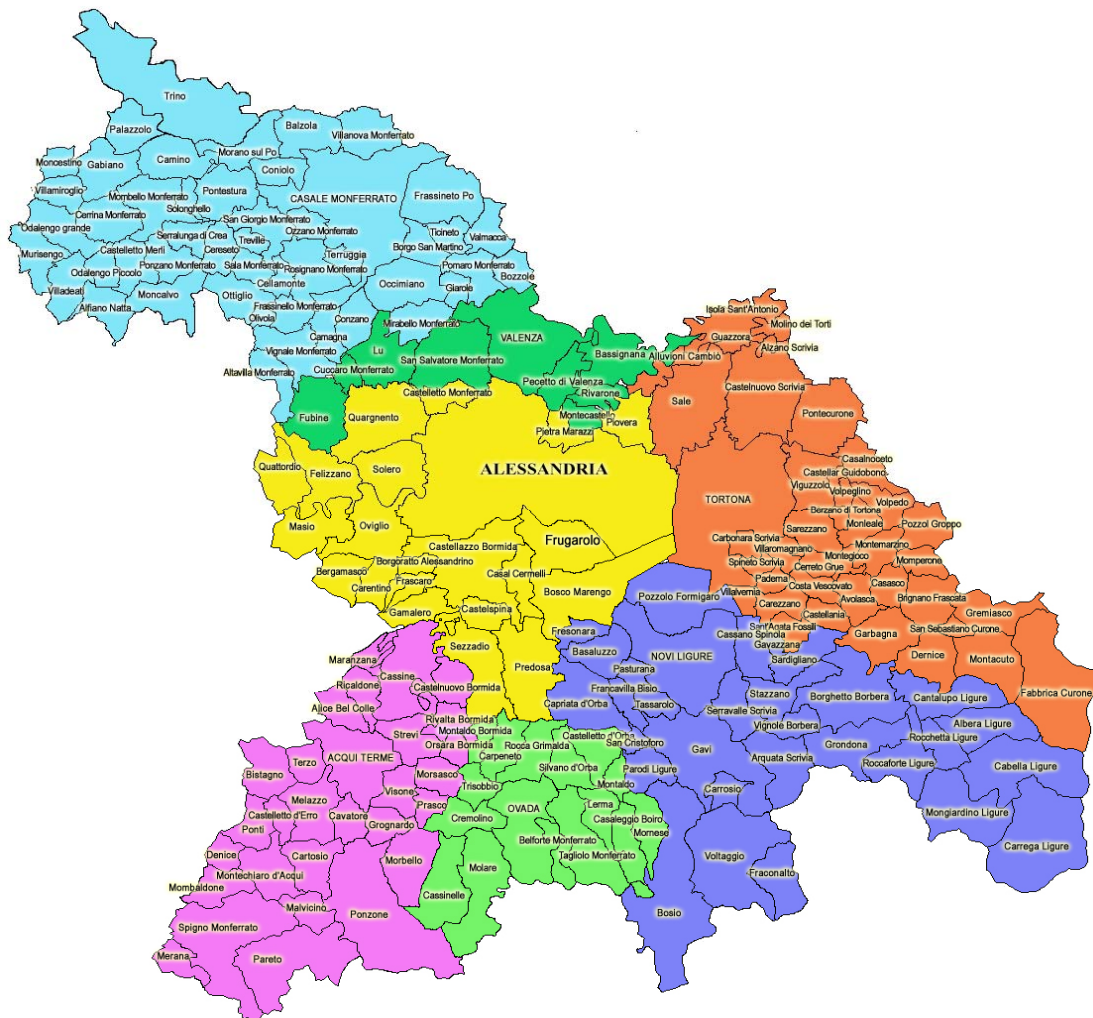 Trino
Palazzolo
Balzola
Villanova Monferrato
Moncestino
Gabiano
Camino
Morano sul Po
Coniolo
Villamiroglio
Mombello Monferrato
Pontestura
CASALE MONFERRATO
Frassineto Po
Cerrina Monferrato
Solonghello
San Giorgio Monferrato
Odalengo grande
Serralunga di Crea
Treville
Ozzano Monferrato
Ticineto
Valmacca
Murisengo
Castelletto Merli
Cereseto
Terruggia
Borgo San Martino
Odalengo Piccolo
Ponzano Monferrato
Sala Monferrato
Rosignano Monferrato
Pomaro Monferrato
Bozzole
Villadeati
Alfiano Natta
Moncalvo
Ottiglio
Cellamonte
Occimiano
Giarole
Frassinello Monferrato
Olivola
Conzano
Mirabello Monferrato
Camagna
Vignale Monferrato
Altavilla Monferrato
Lu
Cuccaro Monferrato
San Salvatore Monferrato
VALENZA
Bassignana
Pecetto di Valenza
Rivarone
Montecastello
Fubine
Isola Sant'Antonio
Molino dei Torti
Guazzora
Alzano Scrivia
Alluvioni Cambiò
Castelnuovo Scrivia
Sale
Pontecurone
Castelletto Monferrato
Quargnento
Pietra Marazzi
Piovera
Quattordio
Felizzano
Solero
ALESSANDRIA
Masio
Oviglio
Castellazzo Bormida
Frugarolo
Bergamasco
Borgoratto Alessandrino
Frascaro
Carentino
Casal Cermelli
Bosco Marengo
Gamalero
Castelspina
Sezzadio
Predosa
TORTONA
Casalnoceto
Castellar Guidobono
Viguzzolo
Volpeglino
Volpedo
Berzano di Tortona
Monleale
Pozzol Groppo
Sarezzano
Carbonara Scrivia
Villaromagnano
Montemarzino
Montegioco
Momperone
Spineto Scrivia
Cerreto Grue
Paderna
Costa Vescovato
Casasco
Villalvernia
Avolasca
Brignano Frascata
Carezzano
Castellania
Gremiasco
Sant'Agata Fossili
Garbagna
San Sebastiano Curone
Dernice
Montacuto
Fabbrica Curone
Pozzolo Formigaro
Fresonara
Cassano Spinola
Gavazzana
Basaluzzo
NOVI LIGURE
Sardigliano
Pasturana
Francavilla Bisio
Tassarolo
Capriata d'Orba
Stazzano
Serravalle Scrivia
Borghetto Borbera
Cantalupo Ligure
Vignole Borbera
Albera Ligure
Rocchetta Ligure
San Cristoforo
Gavi
Arquata Scrivia
Grondona
Roccaforte Ligure
Cabella Ligure
Parodi Ligure
Carrosio
Mongiardino Ligure
Carrega Ligure
Voltaggio
Fraconalto
Bosio
Maranzana
Cassine
Ricaldone
Castelnuovo Bormida
Alice Bel Colle
Rivalta Bormida
Strevi
Montaldo Bormida
Orsara Bormida
Terzo
ACQUI TERME
Bistagno
Morsasco
Visone
Melazzo
Castelletto d'Erro
Cavatore
Prasco
Grognardo
Ponti
Denice
Cartosio
Morbello
Montechiaro d'Acqui
Mombaldone
Malvicino
Ponzone
Spigno Monferrato
Merana
Pareto
Castelletto d'Orba
Rocca Grimalda
Carpeneto
Silvano d'Orba
Trisobbio
Montaldo
Cremolino
OVADA
Lerma
Casaleggio Boiro
Mornese
Belforte Monferrato
Tagliolo Monferrato
Molare
Cassinelle